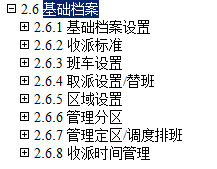 2.6 基础档案
2.6.1 基础档案设置
2.6.2 收派标准
2.6.3 班车设置
2.6.4 取派设置/替班
2.6.5 区域设置
2.6.6 管理分区
2.6.7 管理定区/调度排班
2.6.8 收派时间管理